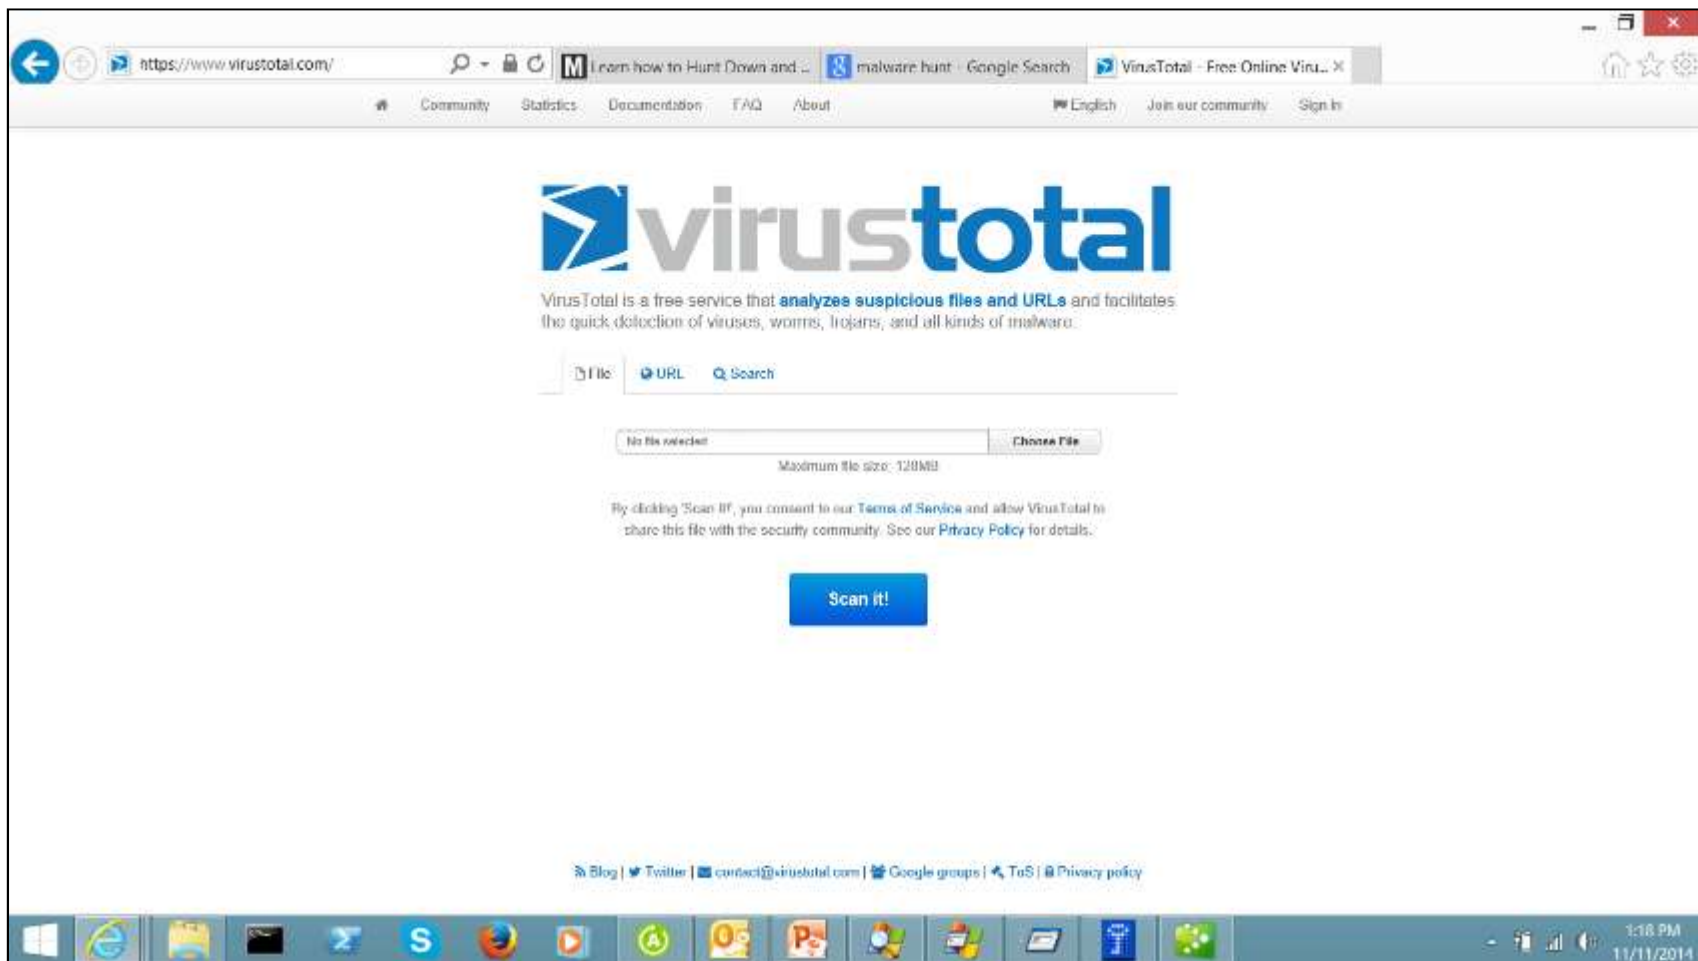 https://www.virustotal.com/
Learn how to Hunt Down and ...
malware hunt - Google Search
VirusTotal - Free Online Viru...
Community Statistics Documentation FAQ About English Join our community Sign in
virustotal
VirusTotal is a free service that analyzes suspicious files and URLs and facilitates
the quick detection of viruses, worms, trojans, and all kinds of malware.
File URL Search
No file selected Choose File
Maximum file size: 128MB
By clicking 'Scan it!', you consent to our Terms of Service and allow VirusTotal to
share this file with the security community. See our Privacy Policy for details.
Scan it!
Blog | Twitter | contact@virustotal.com | Google groups | ToS | Privacy policy
1:18 PM
11/11/2014